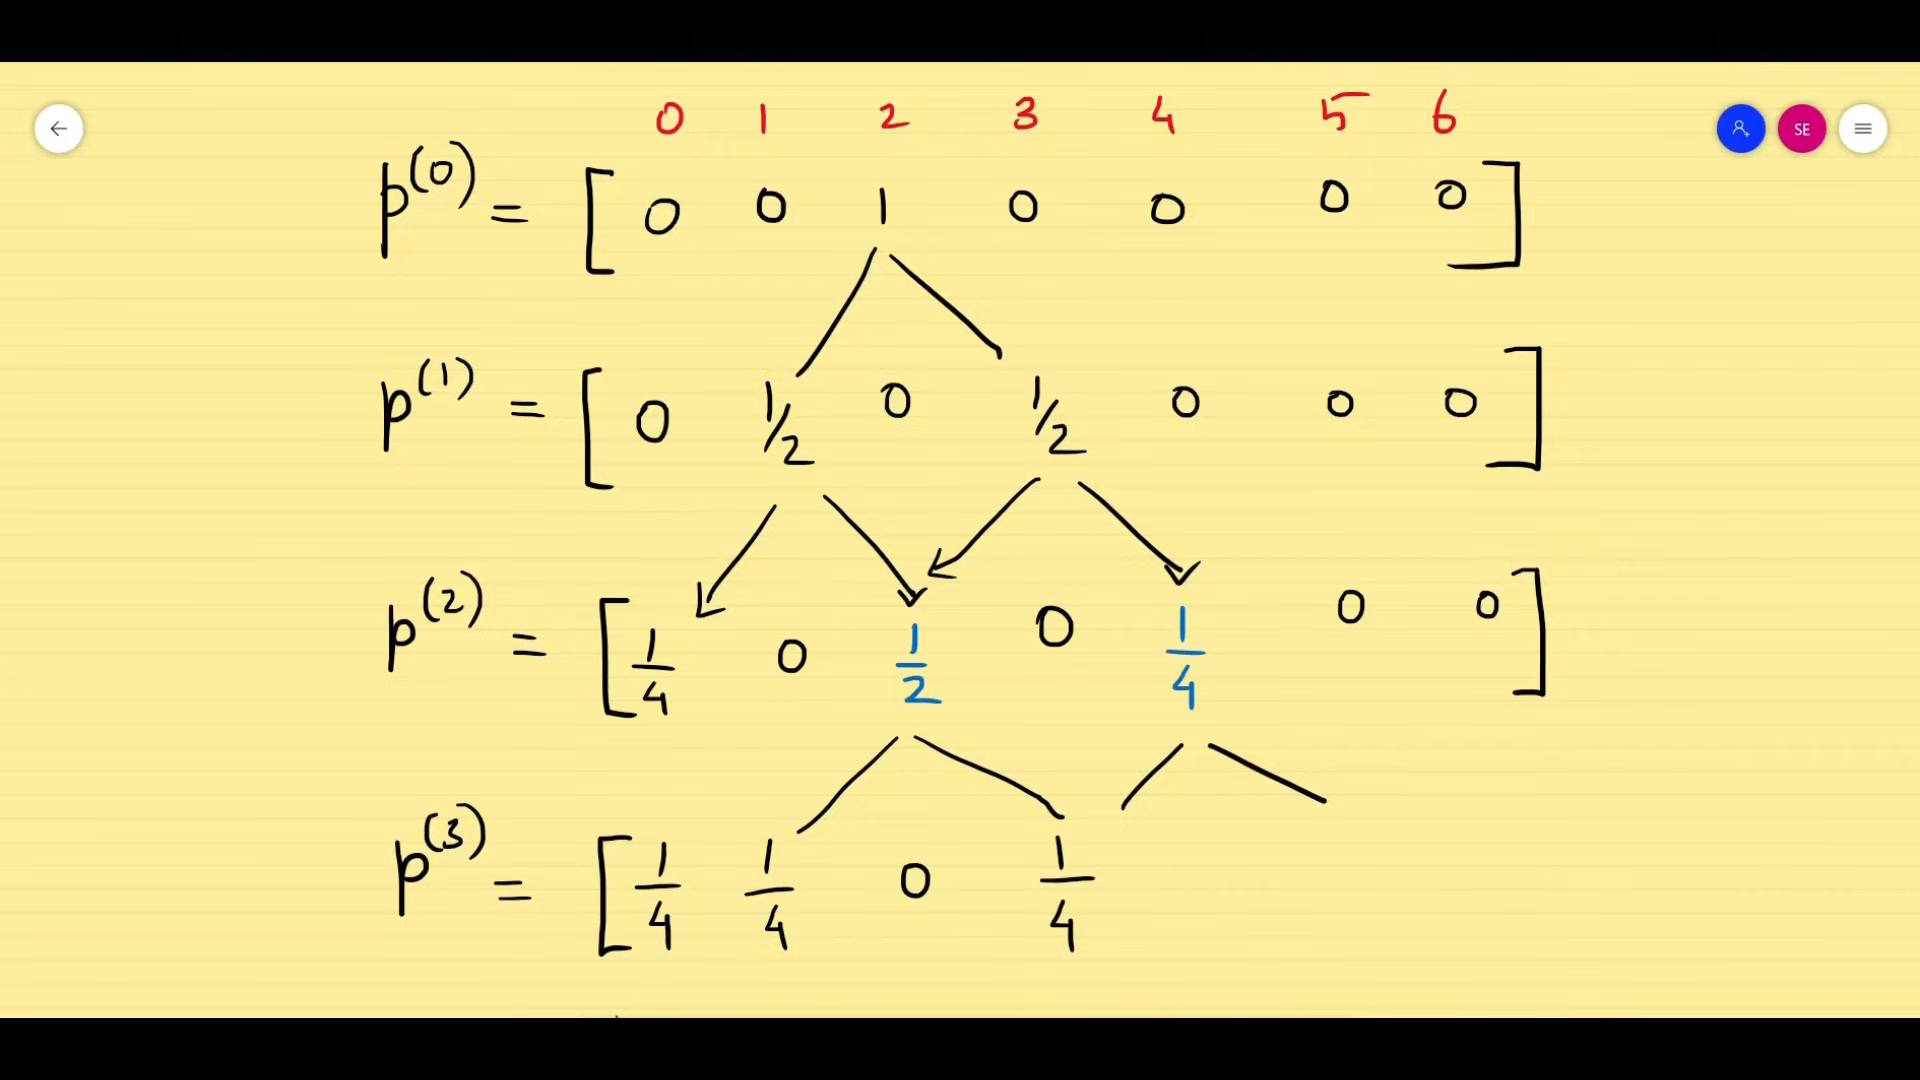 0 1 2 3 4 5 6
p^(0) = [ 0 0 1 0 0 0 0 ]
SE
p^(1) = [ 0 1/2 0 1/2 0 0 0 ]
p^(2) = [ 1/4 0 1/2 0 1/4 0 0 ]
p^(3) = [ 1/4 1/4 0 1/4